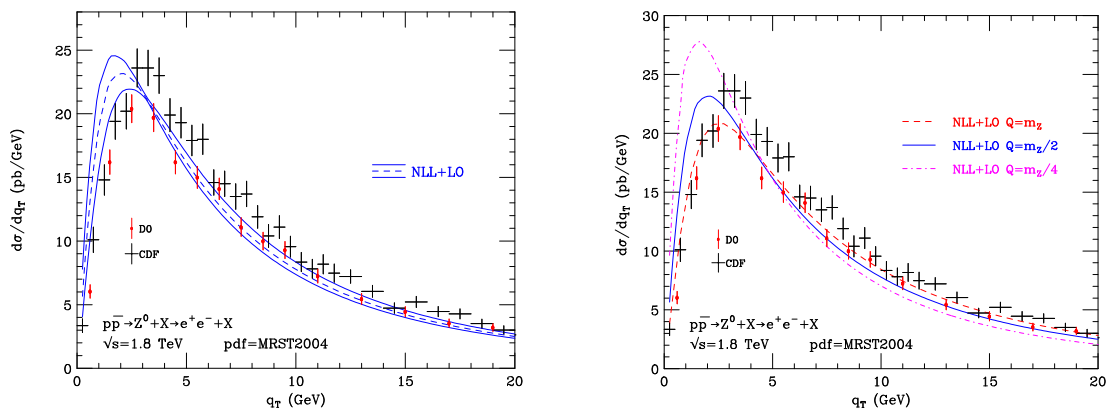 25
20
15
10
5
0
dσ/dq_T (pb/GeV)
NLL+LO
D0
CDF
pp̅→Z⁰+X→e⁺e⁻+X
√s=1.8 TeV pdf=MRST2004
0 5 10 15 20
q_T (GeV)
30
25
20
15
10
5
0
dσ/dq_T (pb/GeV)
NLL+LO Q=m_Z
NLL+LO Q=m_Z/2
NLL+LO Q=m_Z/4
D0
CDF
pp̅→Z⁰+X→e⁺e⁻+X
√s=1.8 TeV pdf=MRST2004
0 5 10 15 20
q_T (GeV)